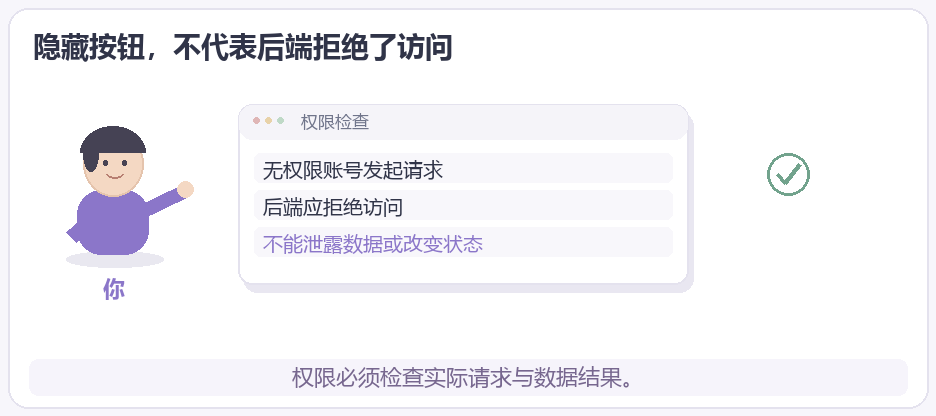 隐藏按钮，不代表后端拒绝了访问
权限检查
无权限账号发起请求
后端应拒绝访问
不能泄露数据或改变状态
你
权限必须检查实际请求与数据结果。